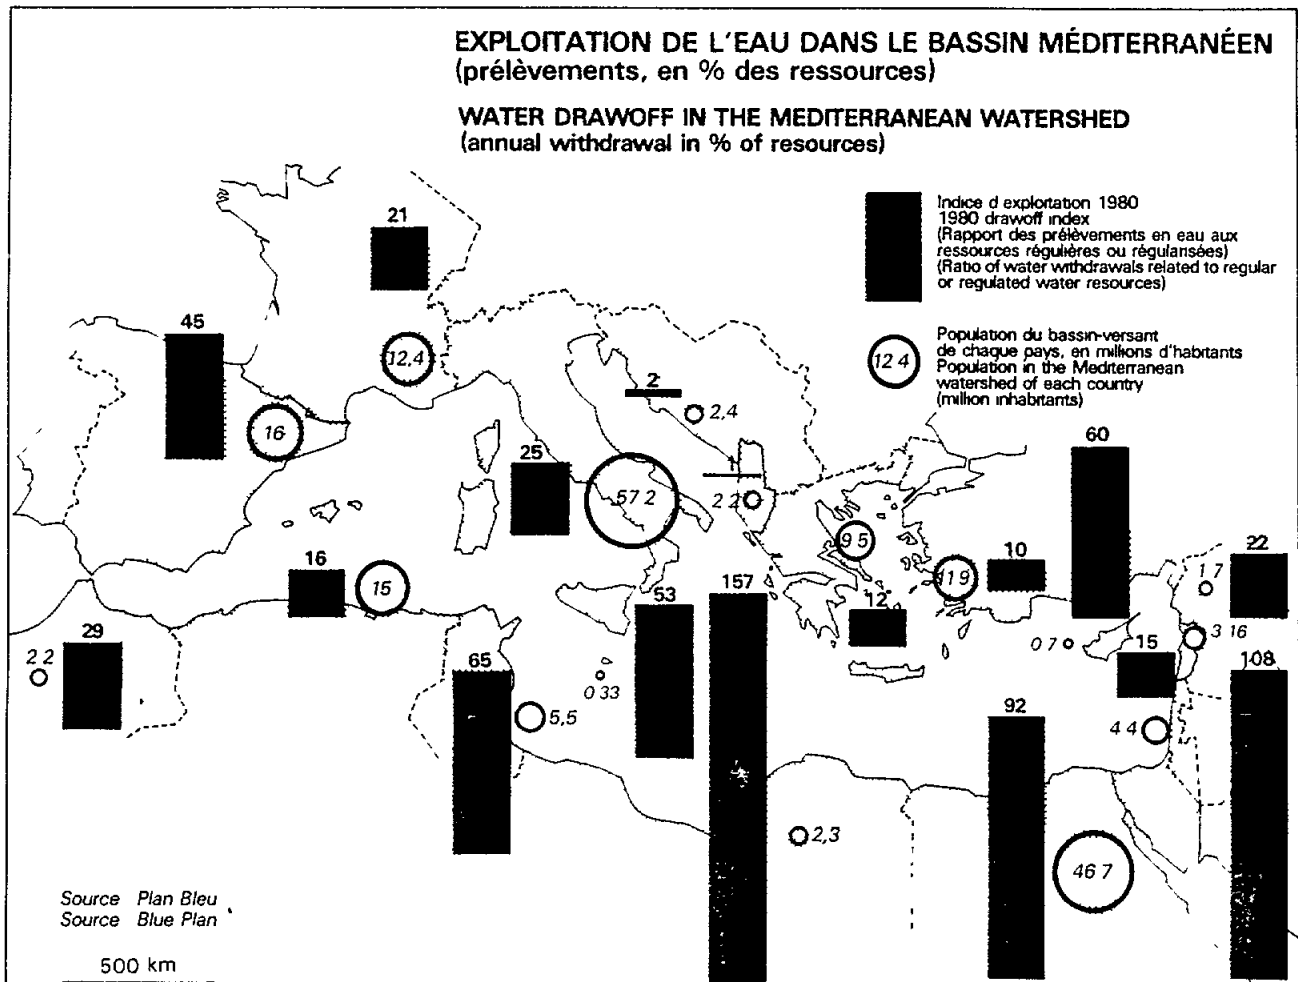 EXPLOITATION DE L'EAU DANS LE BASSIN MÉDITERRANÉEN
(prélèvements, en % des ressources)
WATER DRAWOFF IN THE MEDITERRANEAN WATERSHED
(annual withdrawal in % of resources)
Indice d exploitation 1980
1980 drawoff index
(Rapport des prélèvements en eau aux
ressources régulières ou régularisées)
(Ratio of water withdrawals related to regular
or regulated water resources)
12 4
Population du bassin-versant
de chaque pays, en millions d'habitants
Population in the Mediterranean
watershed of each country
(million inhabitants)
21
45
12,4
16
2
2,4
25
57 2
1
2 2
60
9 5
16
15
10
11 9
22
1 7
53
157
12
29
2 2
65
0 33
5,5
0 7
15
3 16
108
92
4 4
2,3
46 7
Source Plan Bleu
Source Blue Plan
500 km